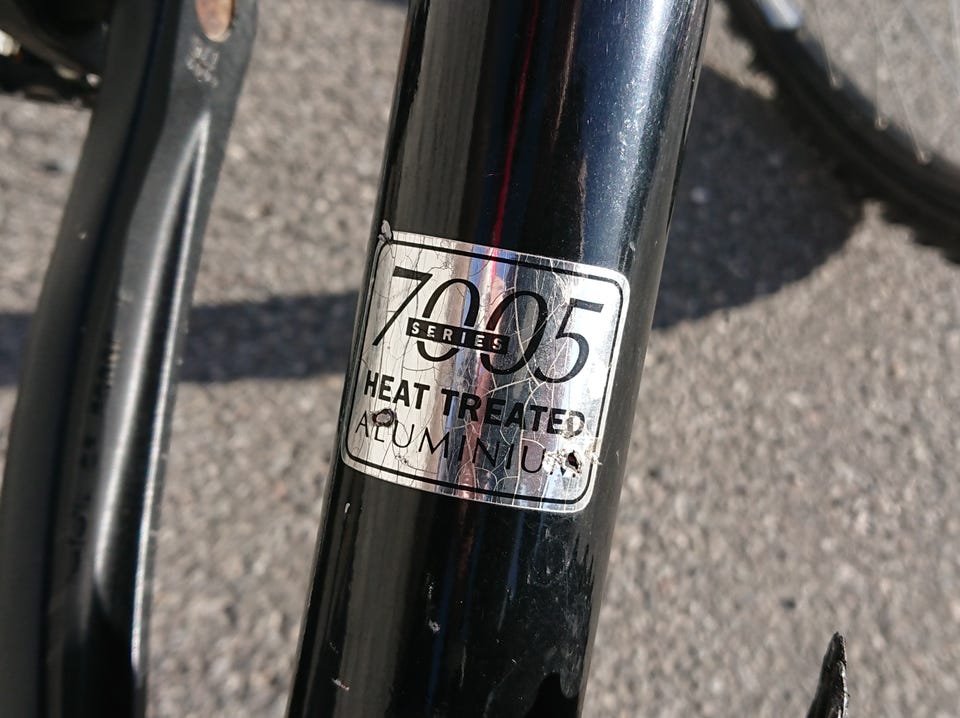 7005
SERIES
HEAT TREATED
ALUMINIUM